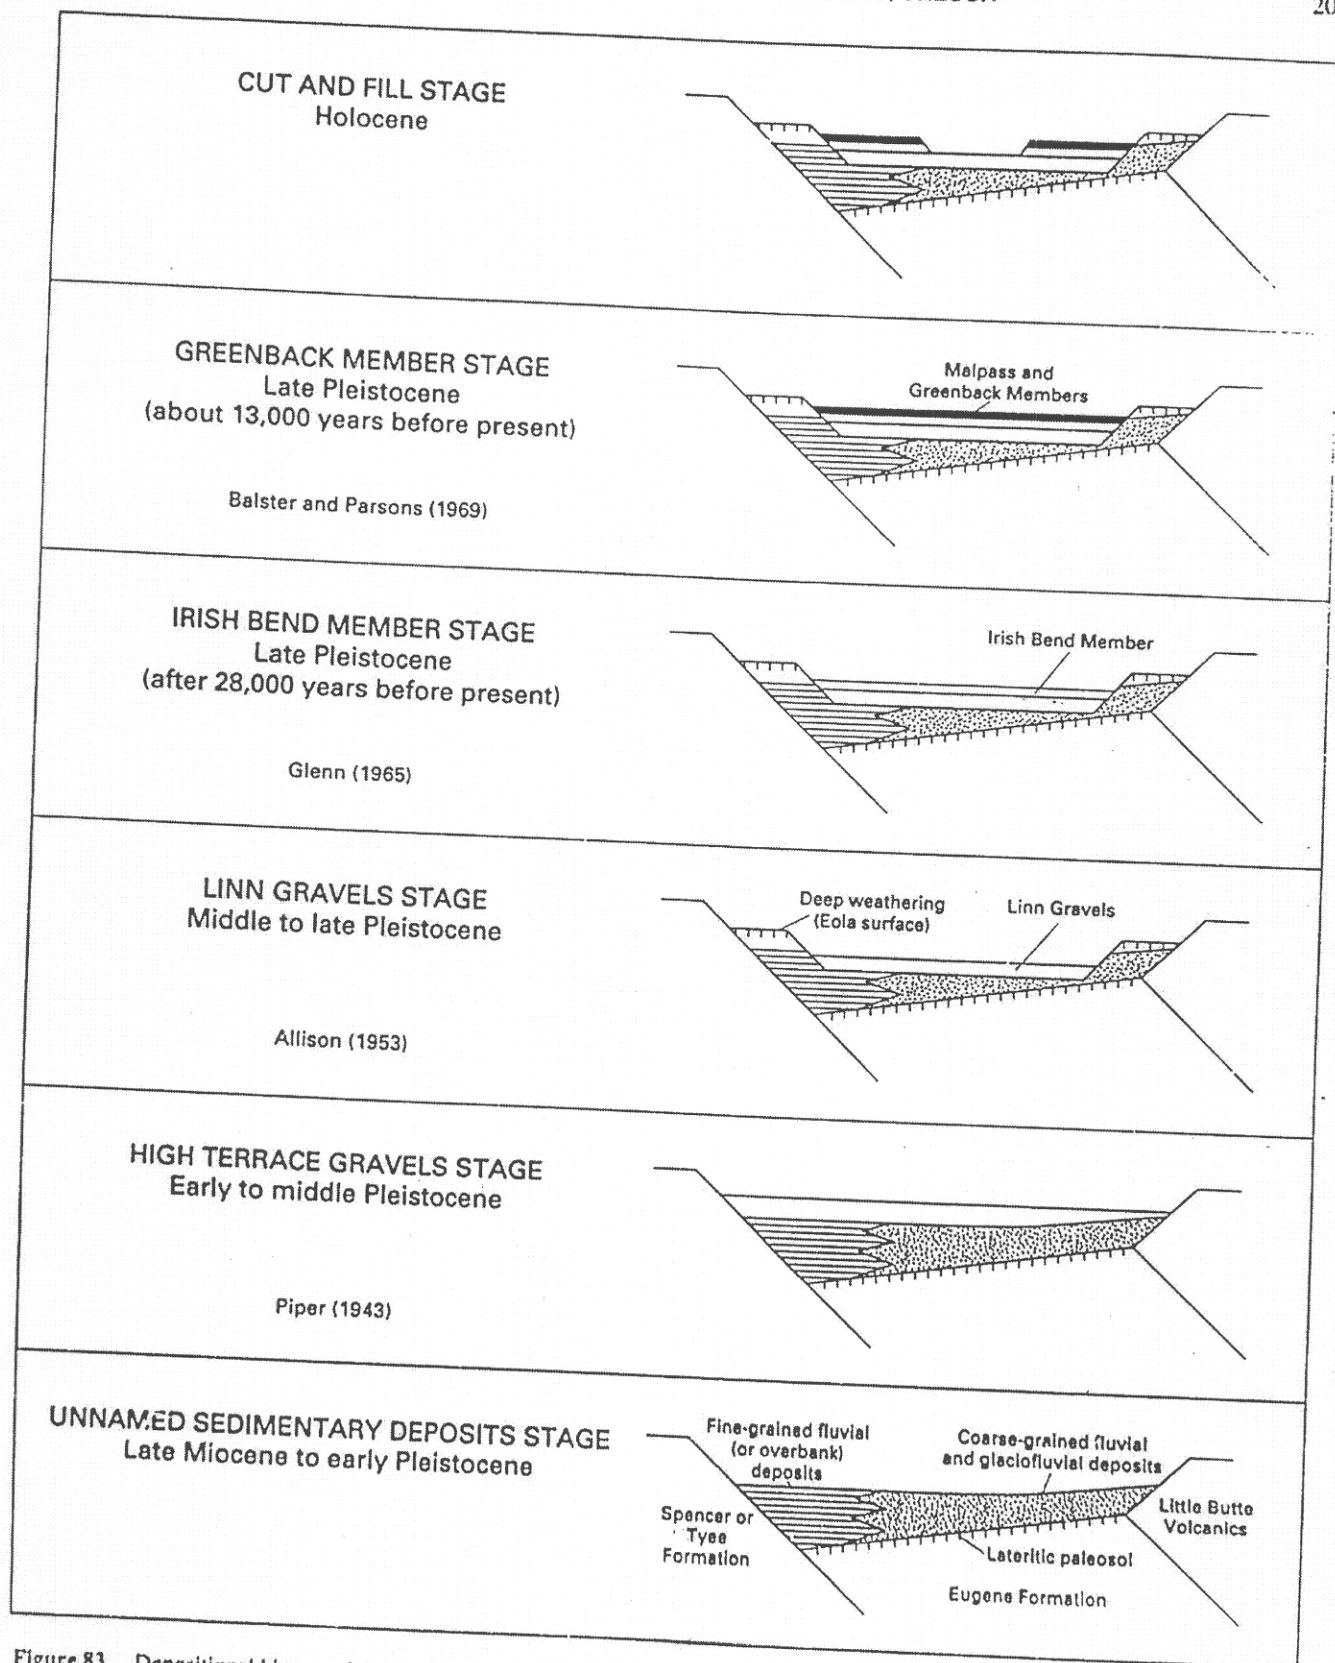 20
CUT AND FILL STAGE
Holocene
GREENBACK MEMBER STAGE
Late Pleistocene
(about 13,000 years before present)
Balster and Parsons (1969)
Malpass and
Greenback Members
IRISH BEND MEMBER STAGE
Late Pleistocene
(after 28,000 years before present)
Glenn (1965)
Irish Bend Member
LINN GRAVELS STAGE
Middle to late Pleistocene
Allison (1953)
Deep weathering
(Eola surface)
Linn Gravels
HIGH TERRACE GRAVELS STAGE
Early to middle Pleistocene
Piper (1943)
UNNAMED SEDIMENTARY DEPOSITS STAGE
Late Miocene to early Pleistocene
Fine-grained fluvial
(or overbank)
deposits
Coarse-grained fluvial
and glaciofluvial deposits
Spencer or
Tyee
Formation
Little Butte
Volcanics
Lateritic paleosol
Eugene Formation
Figure 83. Depositional